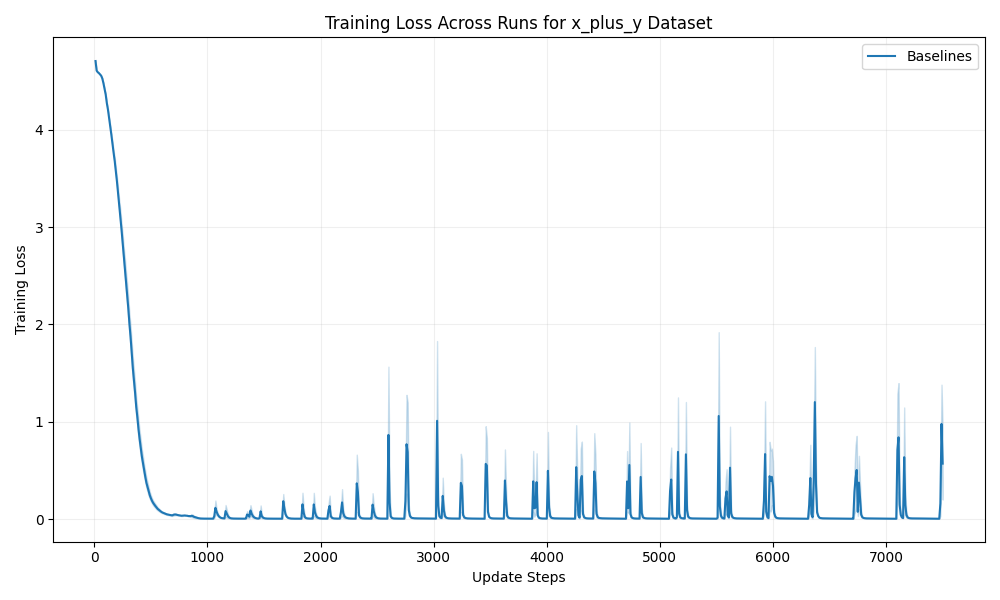 Training Loss Across Runs for x_plus_y Dataset
Baselines
Training Loss
4
3
2
1
0
0 1000 2000 3000 4000 5000 6000 7000
Update Steps